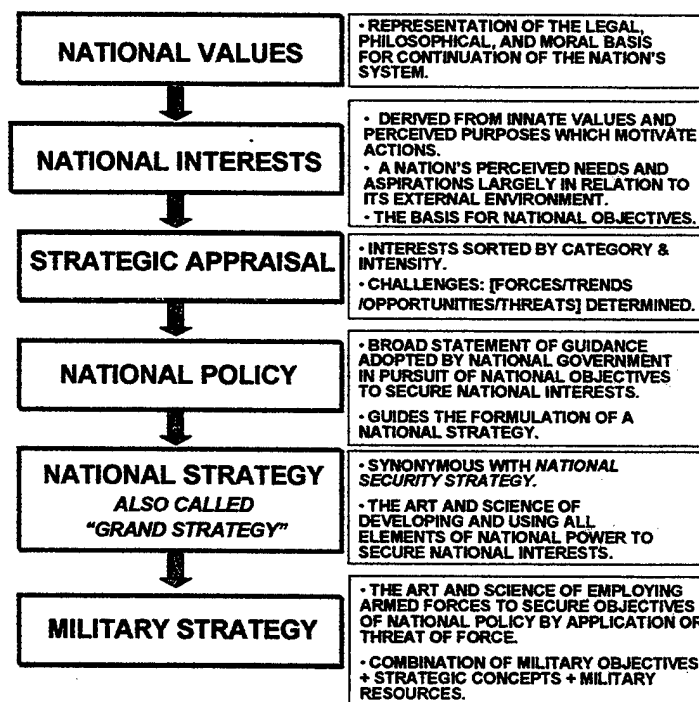 NATIONAL VALUES
• REPRESENTATION OF THE LEGAL,
PHILOSOPHICAL, AND MORAL BASIS
FOR CONTINUATION OF THE NATION'S
SYSTEM.
NATIONAL INTERESTS
• DERIVED FROM INNATE VALUES AND
PERCEIVED PURPOSES WHICH MOTIVATE
ACTIONS.
• A NATION'S PERCEIVED NEEDS AND
ASPIRATIONS LARGELY IN RELATION TO
ITS EXTERNAL ENVIRONMENT.
• THE BASIS FOR NATIONAL OBJECTIVES.
STRATEGIC APPRAISAL
• INTERESTS SORTED BY CATEGORY &
INTENSITY.
• CHALLENGES: [FORCES/TRENDS
/OPPORTUNITIES/THREATS] DETERMINED.
NATIONAL POLICY
• BROAD STATEMENT OF GUIDANCE
ADOPTED BY NATIONAL GOVERNMENT
IN PURSUIT OF NATIONAL OBJECTIVES
TO SECURE NATIONAL INTERESTS.
• GUIDES THE FORMULATION OF A
NATIONAL STRATEGY.
NATIONAL STRATEGY
ALSO CALLED
"GRAND STRATEGY"
• SYNONYMOUS WITH NATIONAL
SECURITY STRATEGY.
• THE ART AND SCIENCE OF
DEVELOPING AND USING ALL
ELEMENTS OF NATIONAL POWER TO
SECURE NATIONAL INTERESTS.
MILITARY STRATEGY
• THE ART AND SCIENCE OF EMPLOYING
ARMED FORCES TO SECURE OBJECTIVES
OF NATIONAL POLICY BY APPLICATION OR
THREAT OF FORCE.
• COMBINATION OF MILITARY OBJECTIVES
+ STRATEGIC CONCEPTS + MILITARY
RESOURCES.